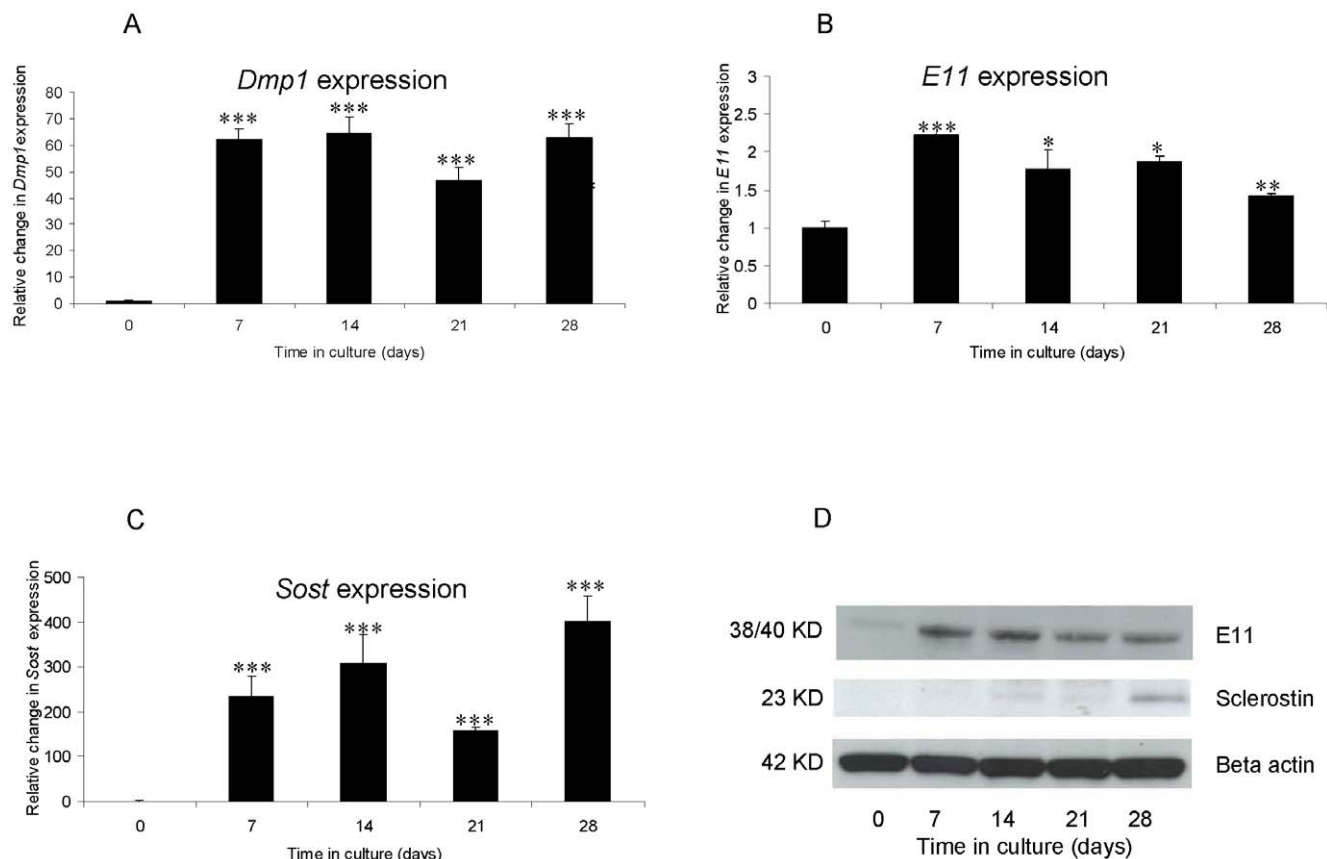 A
Dmp1 expression
Relative change in Dmp1 expression
80
70
60
50
40
30
20
10
0
***
***
***
***
0 7 14 21 28
Time in culture (days)
B
E11 expression
Relative change in E11 expression
3
2.5
2
1.5
1
0.5
0
***
*
*
**
0 7 14 21 28
Time in culture (days)
C
Sost expression
Relative change in Sost expression
500
400
300
200
100
0
***
***
***
***
0 7 14 21 28
Time in culture (days)
D
38/40 KD E11
23 KD Sclerostin
42 KD Beta actin
0 7 14 21 28
Time in culture (days)